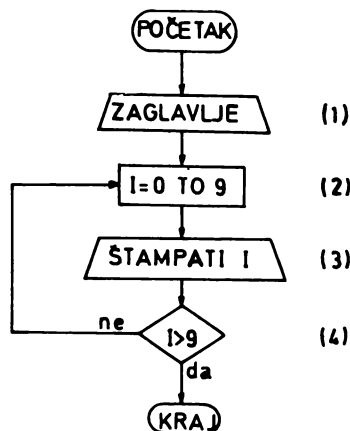 POČETAK
ZAGLAVLJE (1)
I=0 TO 9 (2)
ŠTAMPATI I (3)
ne I>9 (4)
da
KRAJ